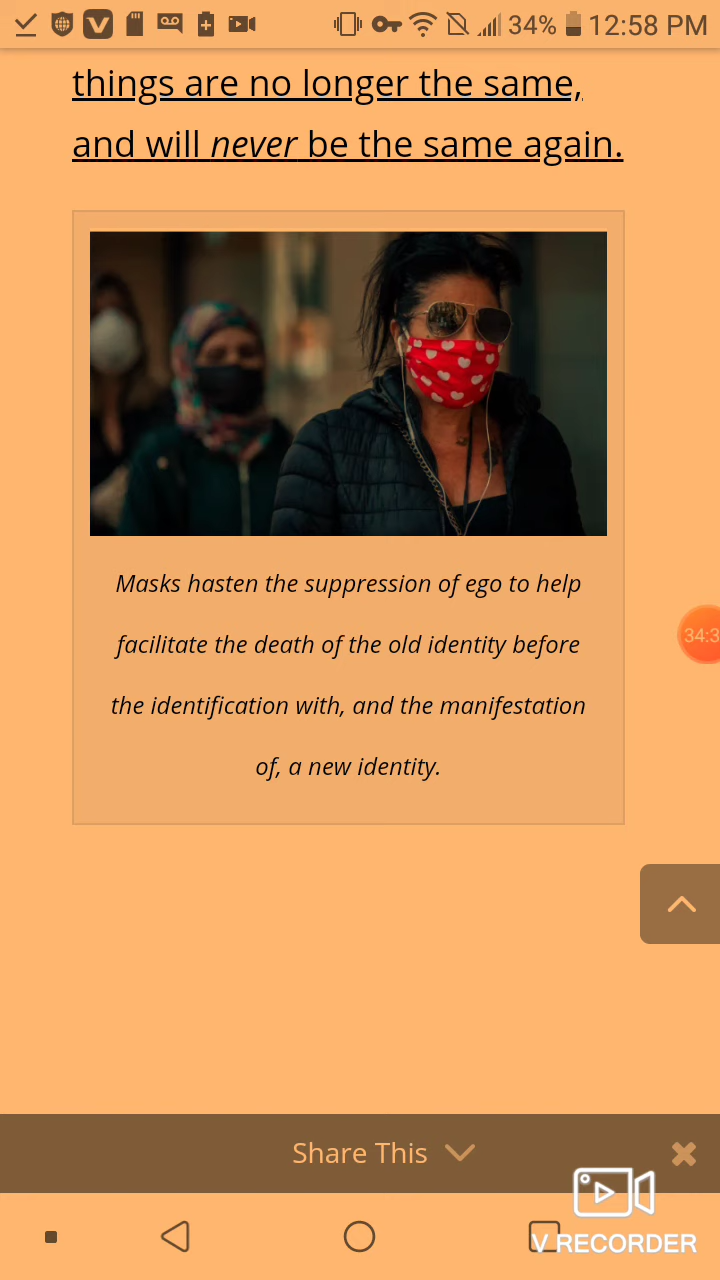 34% 12:58 PM
things are no longer the same,
and will never be the same again.
Masks hasten the suppression of ego to help
facilitate the death of the old identity before
the identification with, and the manifestation
of, a new identity.
34:3
Share This
V RECORDER